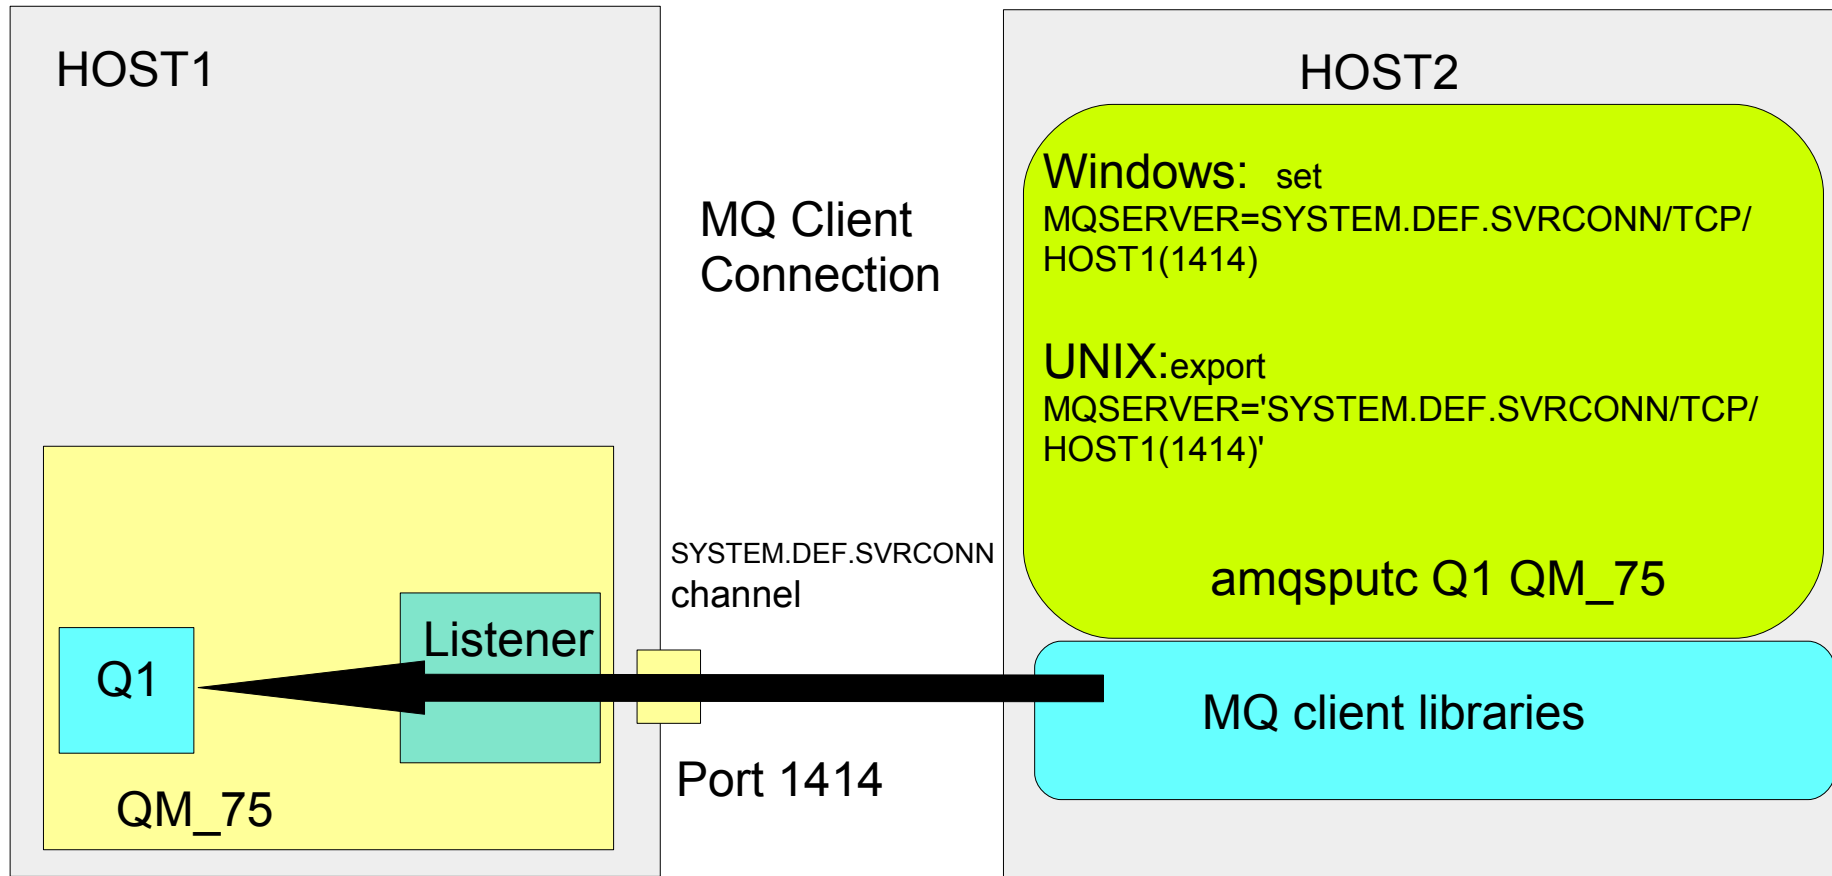 HOST1
Q1
Listener
QM_75
MQ Client
Connection
SYSTEM.DEF.SVRCONN
channel
Port 1414
HOST2
Windows: set
MQSERVER=SYSTEM.DEF.SVRCONN/TCP/
HOST1(1414)
UNIX:export
MQSERVER='SYSTEM.DEF.SVRCONN/TCP/
HOST1(1414)'
amqsputc Q1 QM_75
MQ client libraries